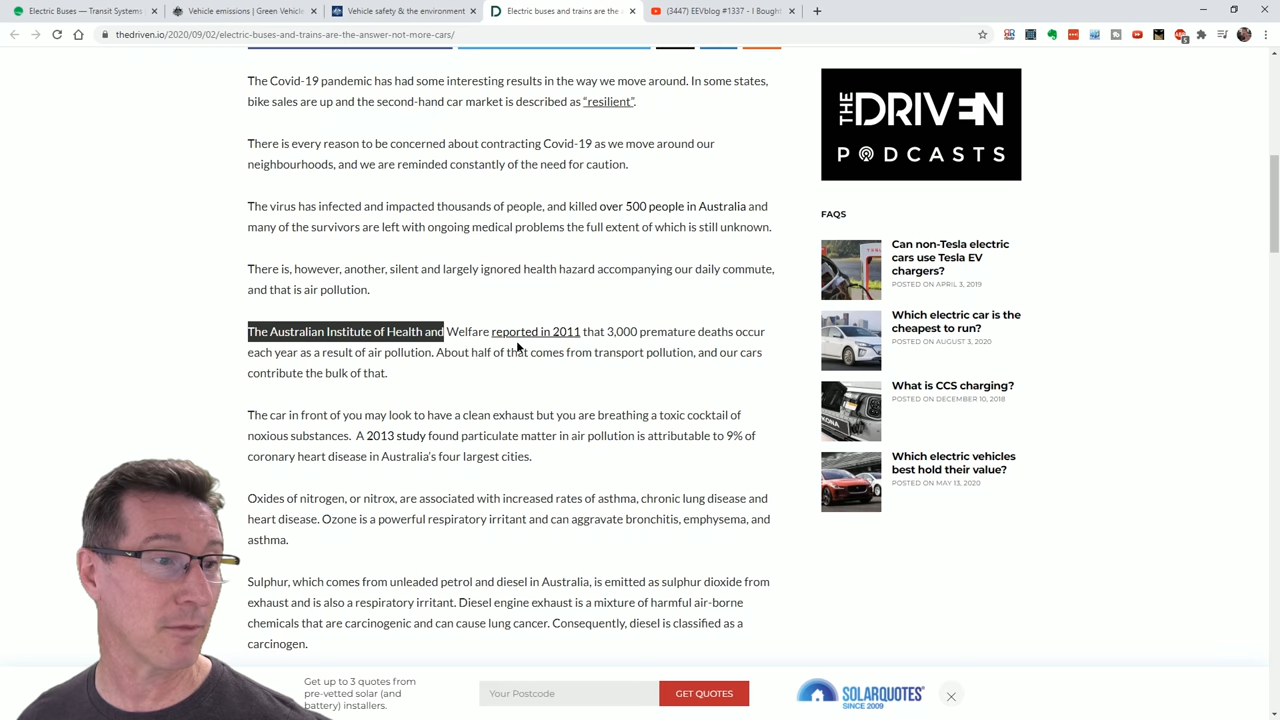 Electric Buses — Transit Systems
Vehicle emissions | Green Vehicle
Vehicle safety & the environment
Electric buses and trains are the
(3447) EEVblog #1337 - I Bought
thedriven.io/2020/09/02/electric-buses-and-trains-are-the-answer-not-more-cars/
The Covid-19 pandemic has had some interesting results in the way we move around. In some states,
bike sales are up and the second-hand car market is described as “resilient”.
There is every reason to be concerned about contracting Covid-19 as we move around our
neighbourhoods, and we are reminded constantly of the need for caution.
The virus has infected and impacted thousands of people, and killed over 500 people in Australia and
many of the survivors are left with ongoing medical problems the full extent of which is still unknown.
There is, however, another, silent and largely ignored health hazard accompanying our daily commute,
and that is air pollution.
The Australian Institute of Health and Welfare reported in 2011 that 3,000 premature deaths occur
each year as a result of air pollution. About half of that comes from transport pollution, and our cars
contribute the bulk of that.
The car in front of you may look to have a clean exhaust but you are breathing a toxic cocktail of
noxious substances. A 2013 study found particulate matter in air pollution is attributable to 9% of
coronary heart disease in Australia’s four largest cities.
Oxides of nitrogen, or nitrox, are associated with increased rates of asthma, chronic lung disease and
heart disease. Ozone is a powerful respiratory irritant and can aggravate bronchitis, emphysema, and
asthma.
Sulphur, which comes from unleaded petrol and diesel in Australia, is emitted as sulphur dioxide from
exhaust and is also a respiratory irritant. Diesel engine exhaust is a mixture of harmful air-borne
chemicals that are carcinogenic and can cause lung cancer. Consequently, diesel is classified as a
carcinogen.
THE DRIVEN
PODCASTS
FAQS
Can non-Tesla electric
cars use Tesla EV
chargers?
POSTED ON APRIL 3, 2019
Which electric car is the
cheapest to run?
POSTED ON AUGUST 3, 2020
What is CCS charging?
POSTED ON DECEMBER 10, 2018
Which electric vehicles
best hold their value?
POSTED ON MAY 13, 2020
Get up to 3 quotes from
pre-vetted solar (and
battery) installers.
Your Postcode
GET QUOTES
SOLARQUOTES
SINCE 2009